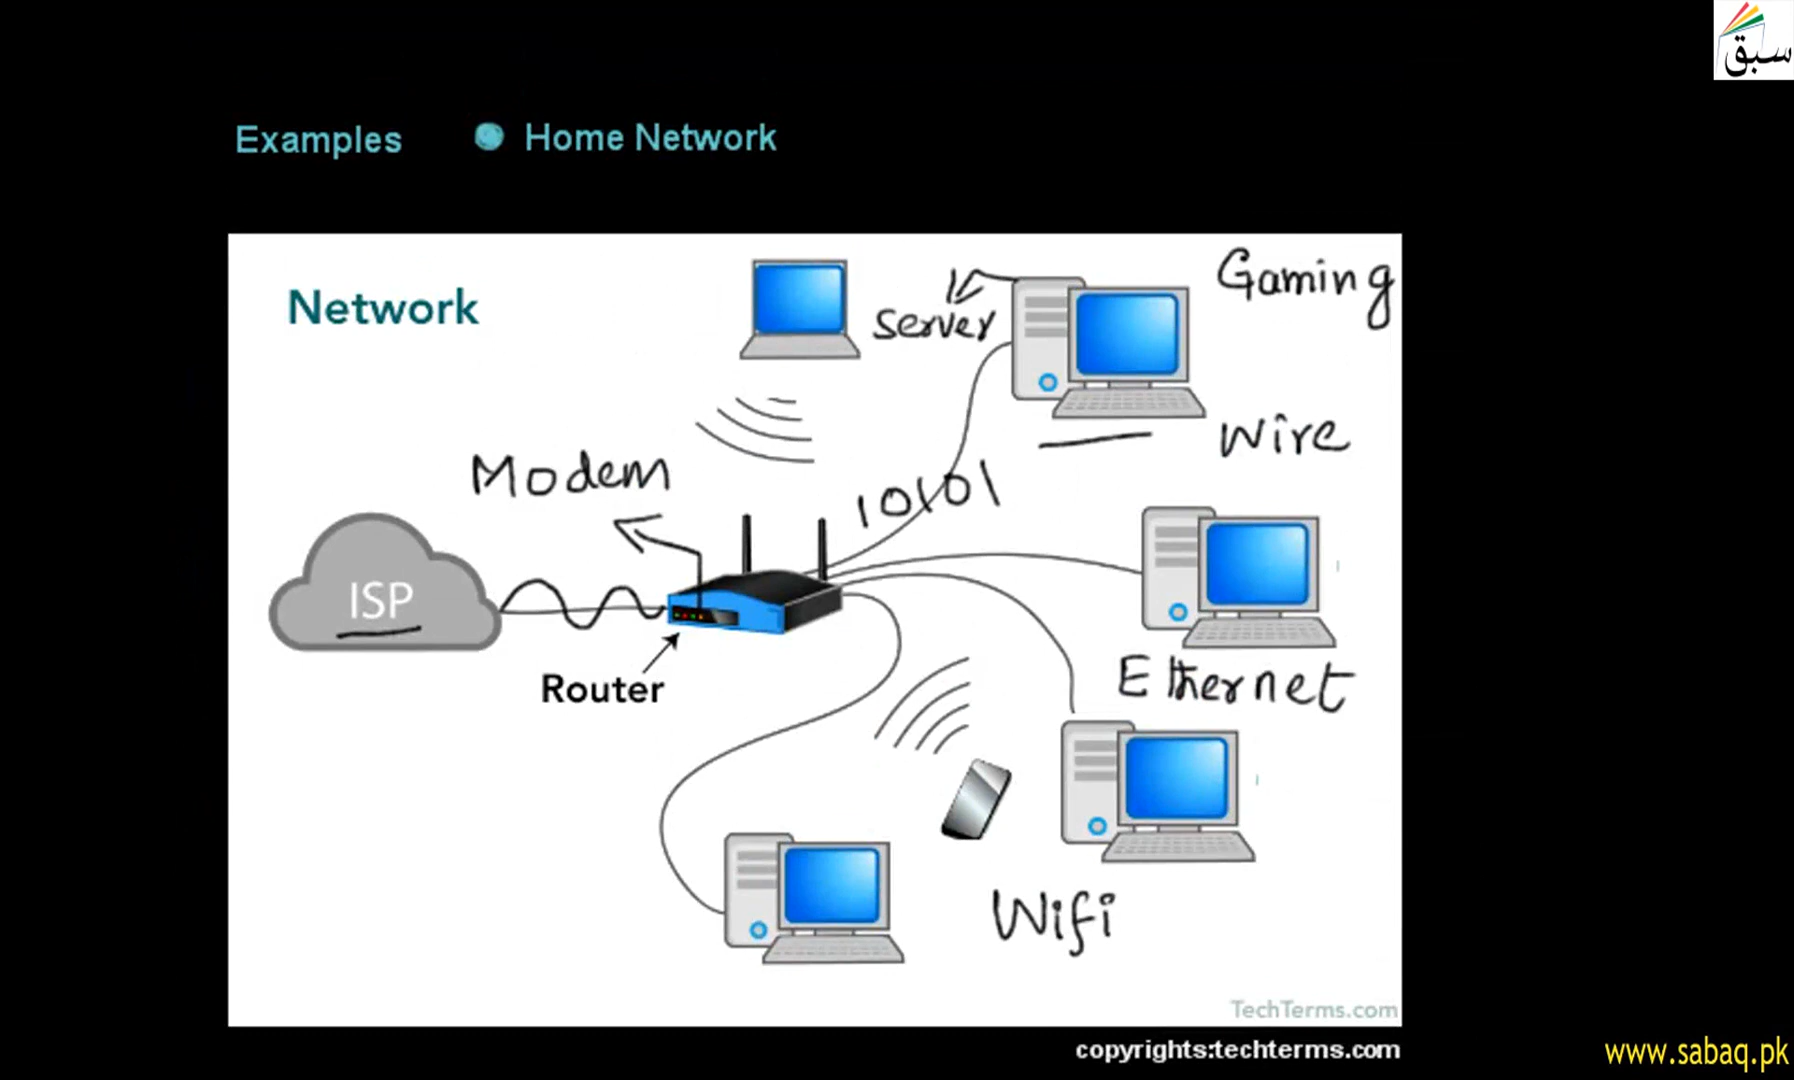 سبق
Examples
Home Network
Network
Gaming
Server
Wire
Modem
10101
ISP
Router
Ethernet
Wifi
TechTerms.com
copyrights:techterms.com
www.sabaq.pk